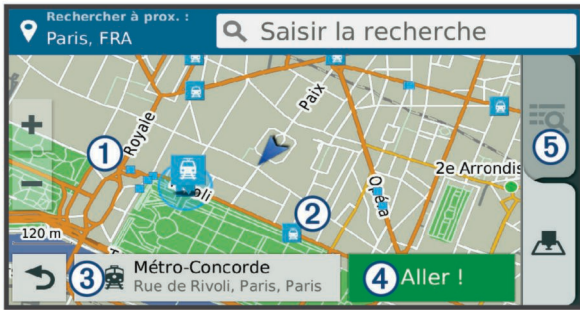 Rechercher à prox. :
Paris, FRA
Saisir la recherche
Paix
Royale
1
5
2e Arrondis
Rivoli
Opéra
2
120 m
3
Métro-Concorde
Rue de Rivoli, Paris, Paris
4
Aller !